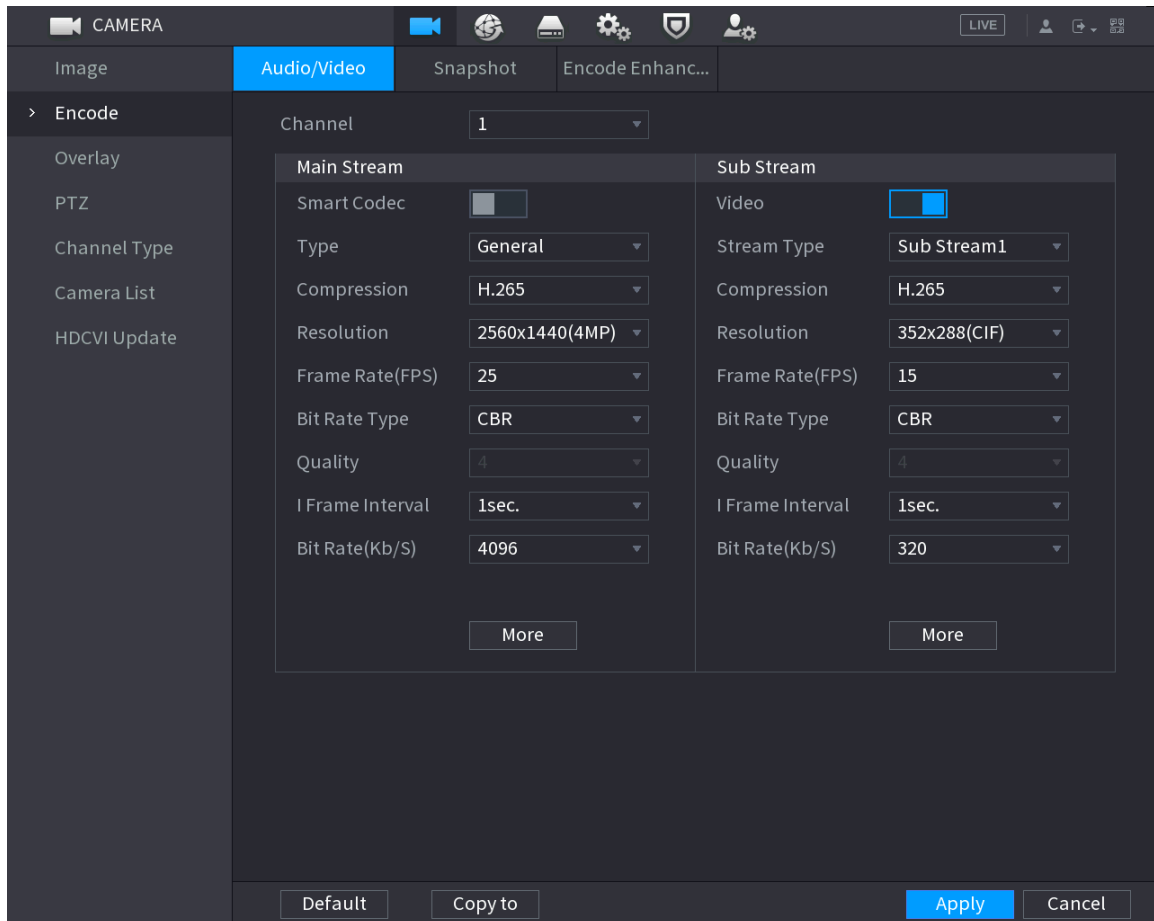 CAMERA
LIVE
Image
Audio/Video
Snapshot
Encode Enhanc...
Encode
Channel
1
Overlay
Main Stream
Sub Stream
PTZ
Smart Codec
Video
Channel Type
Type
General
Stream Type
Sub Stream1
Camera List
Compression
H.265
Compression
H.265
HDCVI Update
Resolution
2560x1440(4MP)
Resolution
352x288(CIF)
Frame Rate(FPS)
25
Frame Rate(FPS)
15
Bit Rate Type
CBR
Bit Rate Type
CBR
Quality
4
Quality
4
I Frame Interval
1sec.
I Frame Interval
1sec.
Bit Rate(Kb/S)
4096
Bit Rate(Kb/S)
320
More
More
Default
Copy to
Apply
Cancel